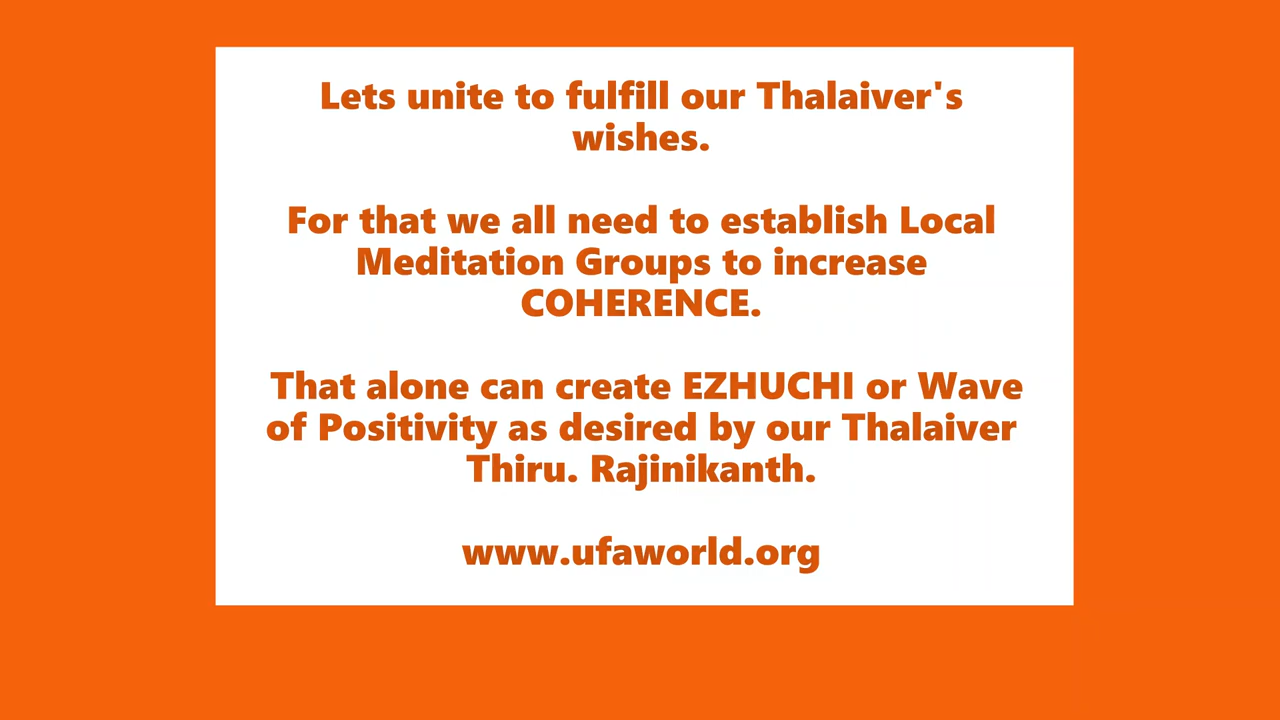 Lets unite to fulfill our Thalaiver's
wishes.
For that we all need to establish Local
Meditation Groups to increase
COHERENCE.
That alone can create EZHUCHI or Wave
of Positivity as desired by our Thalaiver
Thiru. Rajinikanth.
www.ufaworld.org